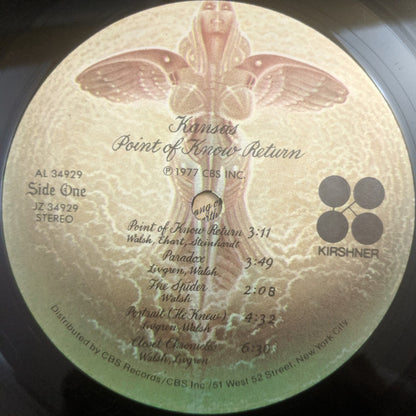 Kansas
Point of Know Return
℗ 1977 CBS INC.
AL 34929
Side One
JZ 34929
STEREO
KIRSHNER
Point of Know Return 3:11
Walsh, Ehart, Steinhardt
Paradox 3:49
Livgren, Walsh
The Spider 2:08
Walsh
Portrait (He Knew) 4:32
Livgren, Walsh
Closet Chronicles 6:30
Walsh, Livgren
Distributed by CBS Records/CBS Inc./51 West 52 Street, New York City.